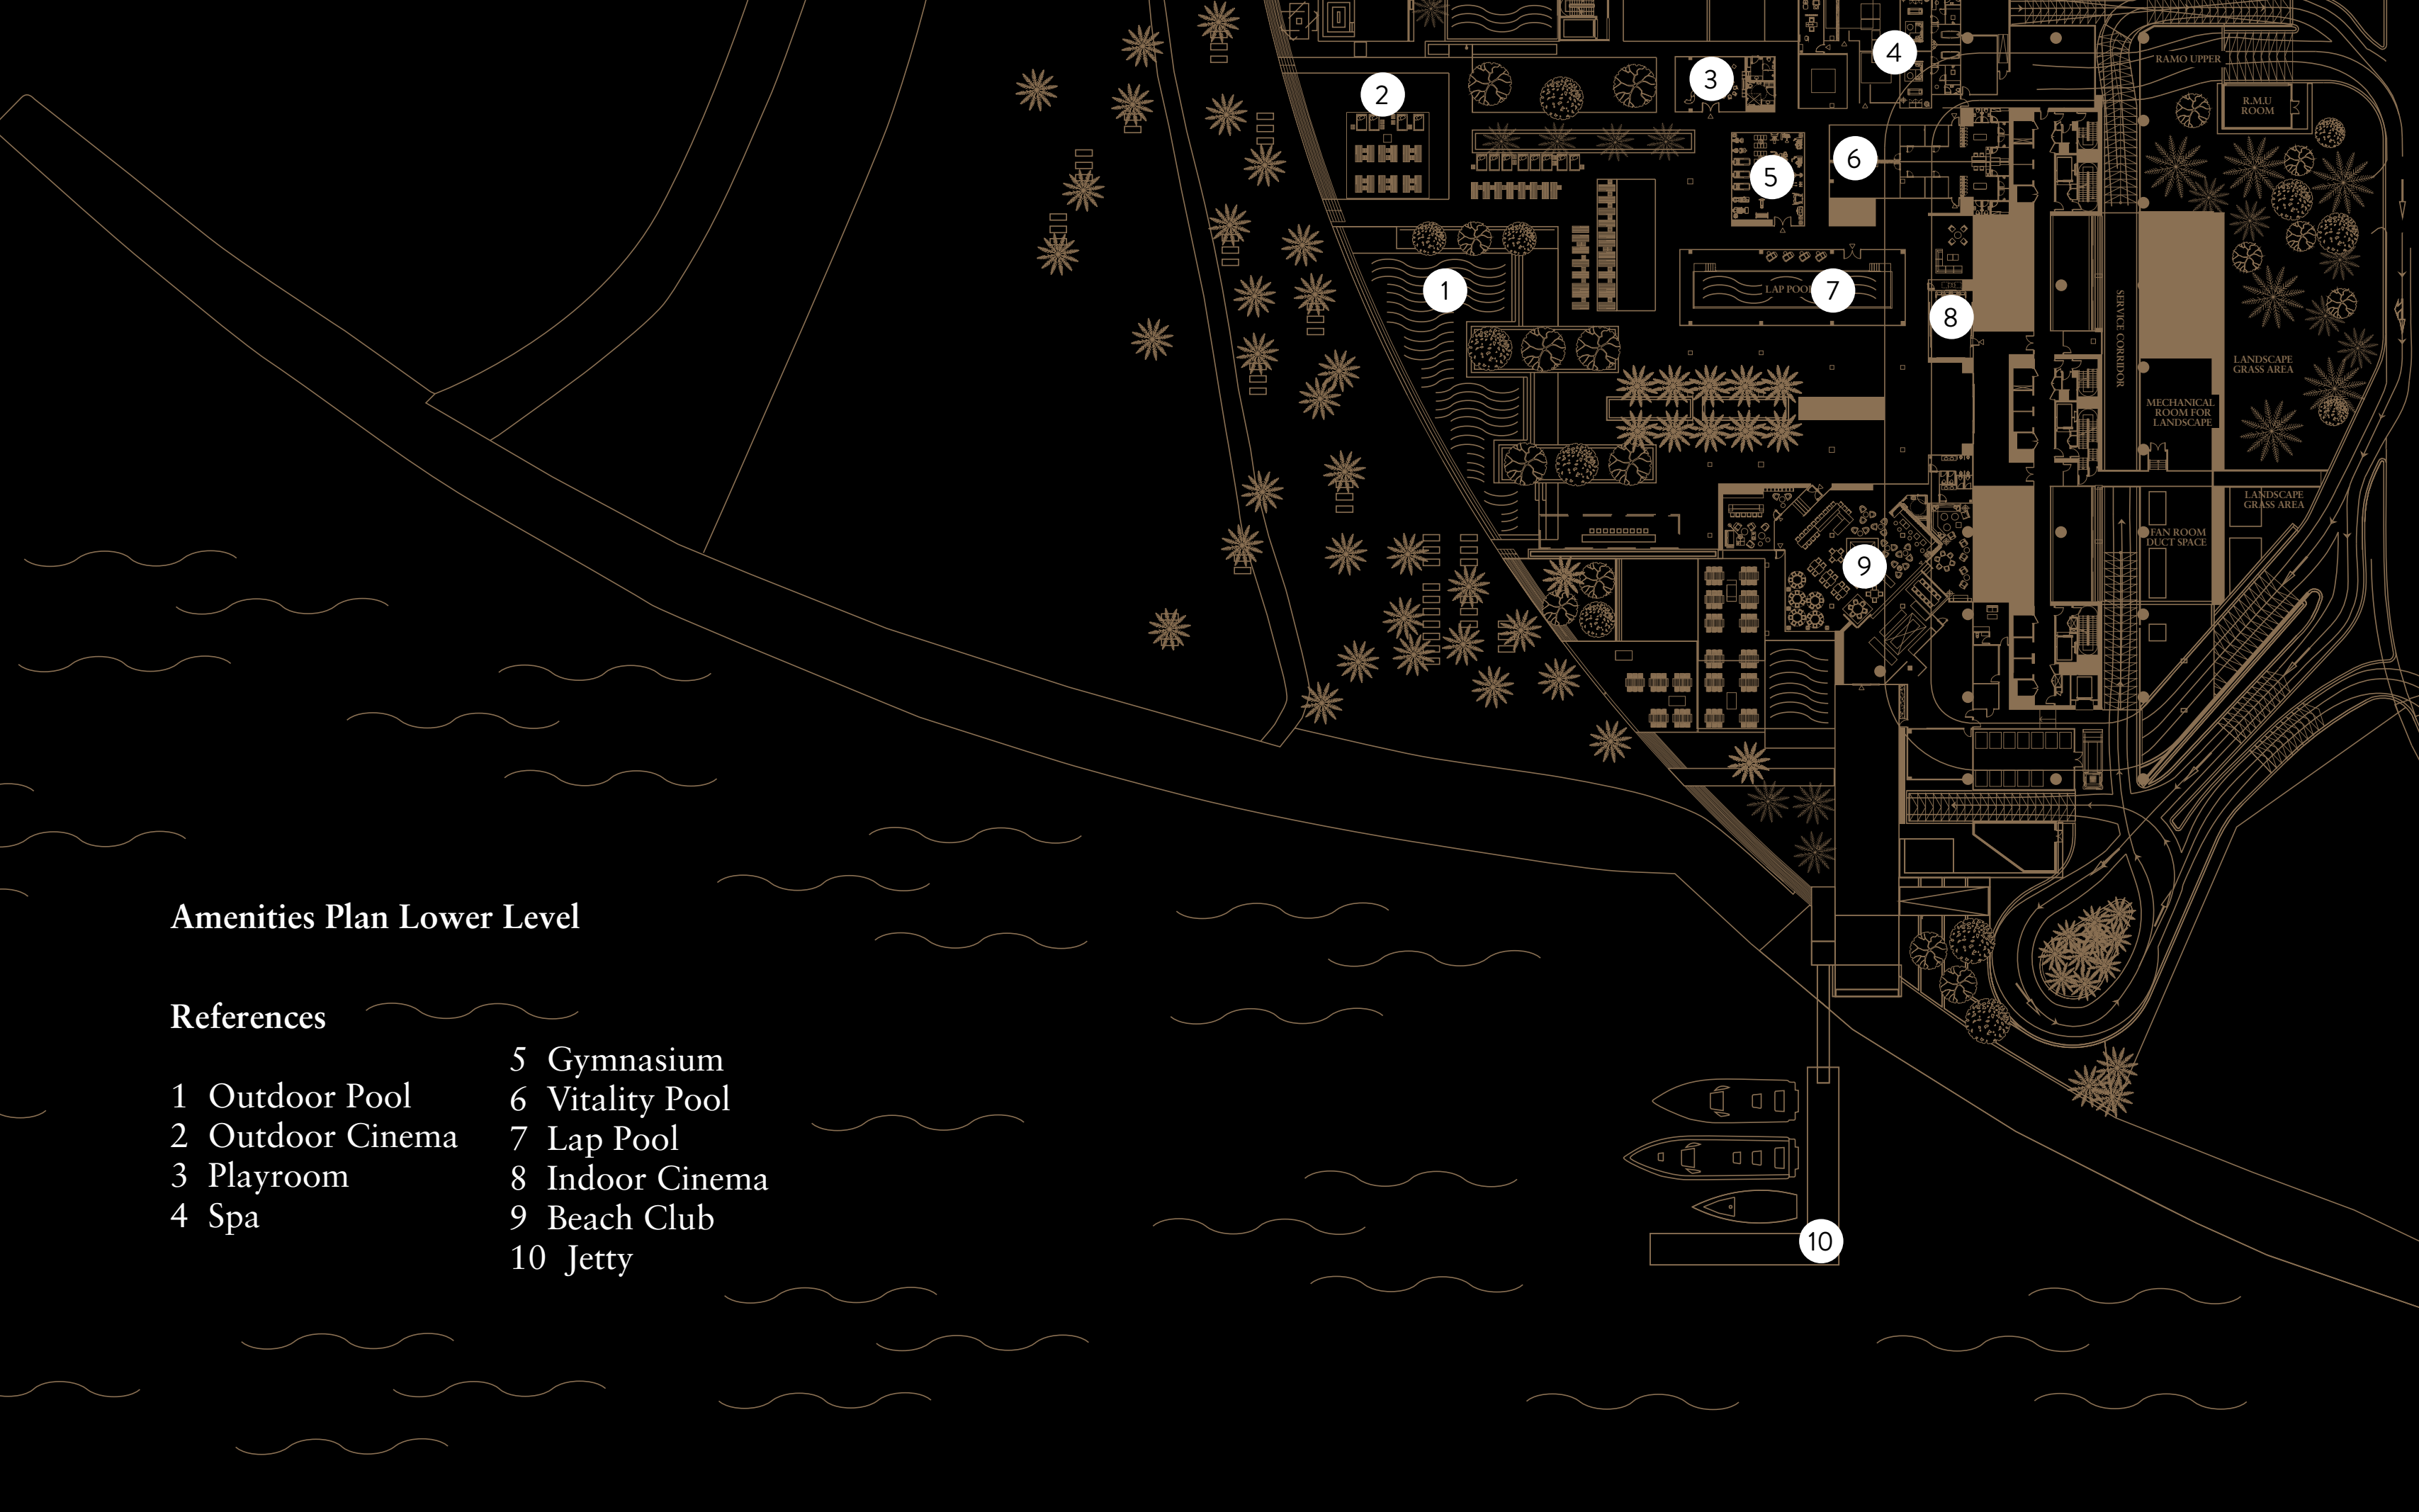 4
RAMO UPPER
3
2
R.M.U
ROOM
6
5
1
LAP POOL
7
8
SERVICE CORRIDOR
LANDSCAPE
GRASS AREA
MECHANICAL
ROOM FOR
LANDSCAPE
LANDSCAPE
GRASS AREA
FAN ROOM
DUCT SPACE
9
10
Amenities Plan Lower Level
References
1 Outdoor Pool
2 Outdoor Cinema
3 Playroom
4 Spa
5 Gymnasium
6 Vitality Pool
7 Lap Pool
8 Indoor Cinema
9 Beach Club
10 Jetty